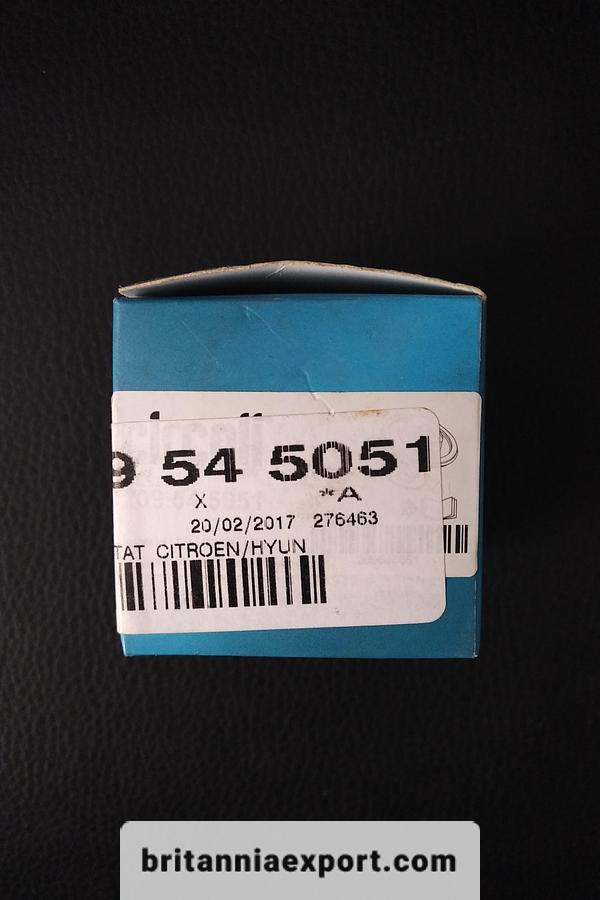 9 54 5051
X *A
20/02/2017 276463
TAT CITROEN/HYUN
britanniaexport.com